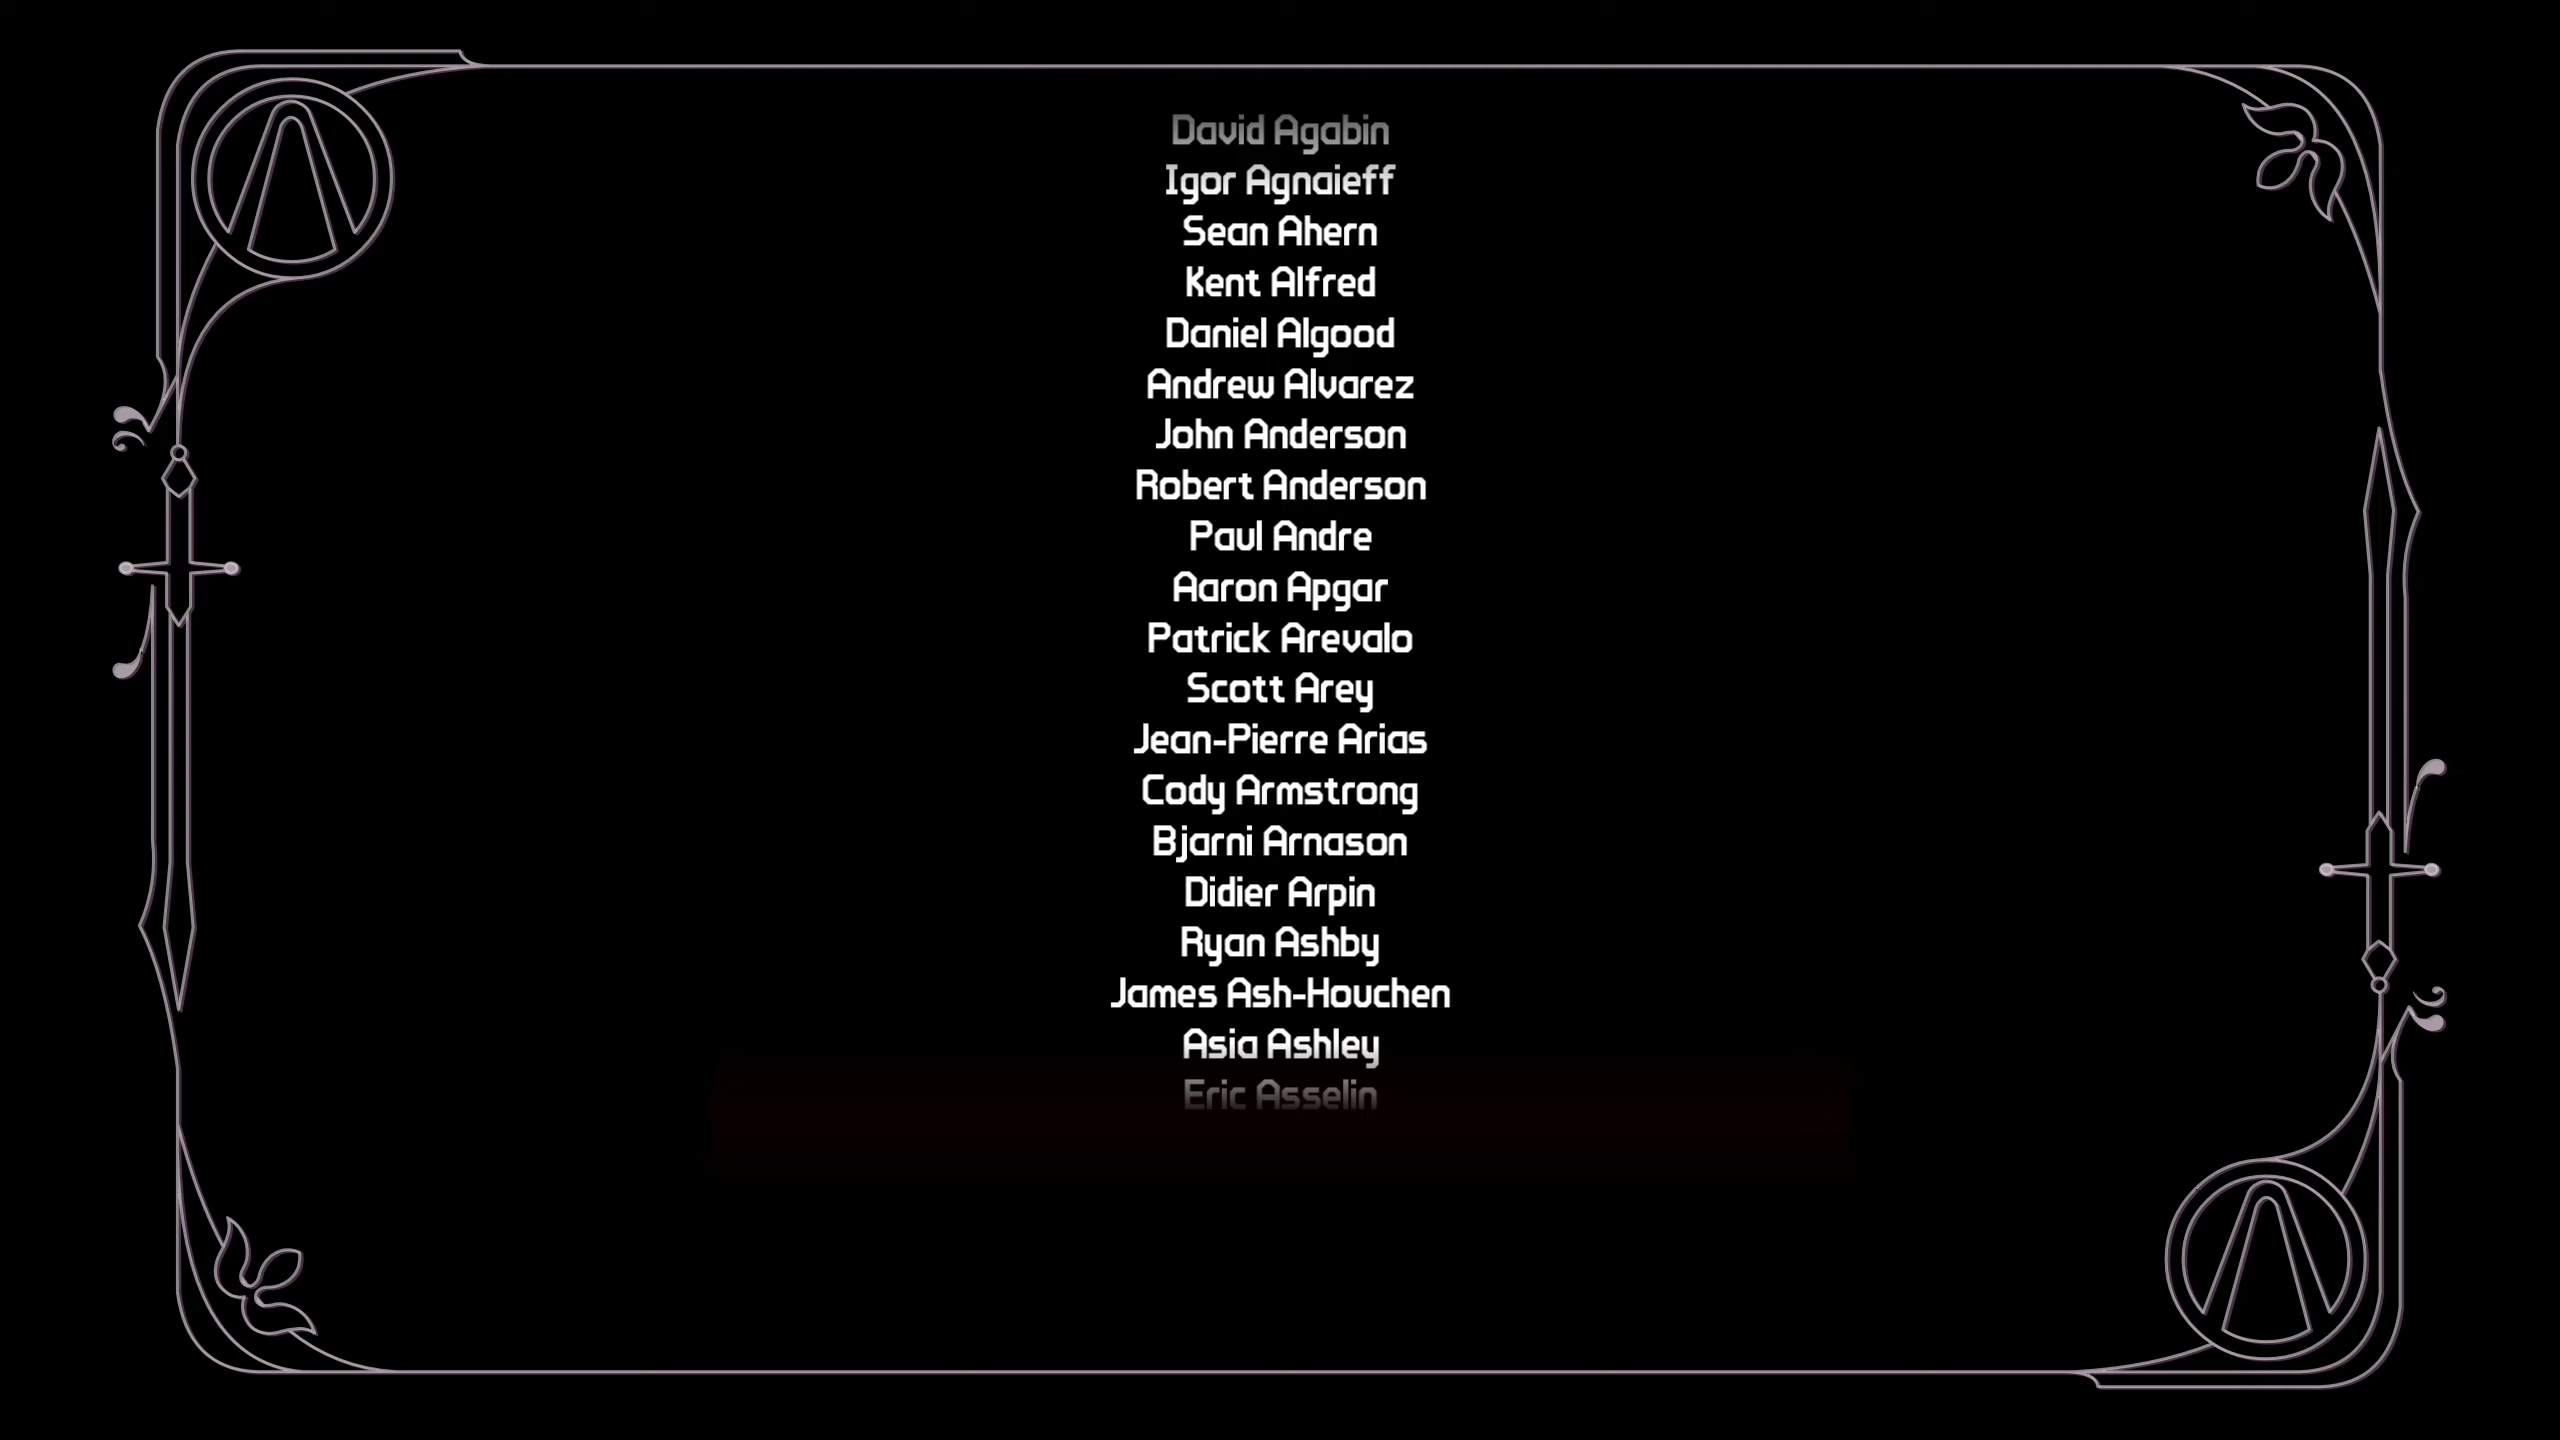 David Agabin
Igor Agnaieff
Sean Ahern
Kent Alfred
Daniel Algood
Andrew Alvarez
John Anderson
Robert Anderson
Paul Andre
Aaron Apgar
Patrick Arevalo
Scott Arey
Jean-Pierre Arias
Cody Armstrong
Bjarni Arnason
Didier Arpin
Ryan Ashby
James Ash-Houchen
Asia Ashley
Eric Asselin